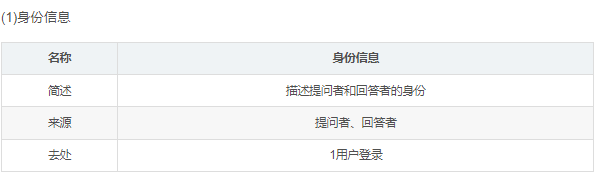 (1)身份信息
名称 身份信息
简述 描述提问者和回答者的身份
来源 提问者、回答者
去处 1用户登录